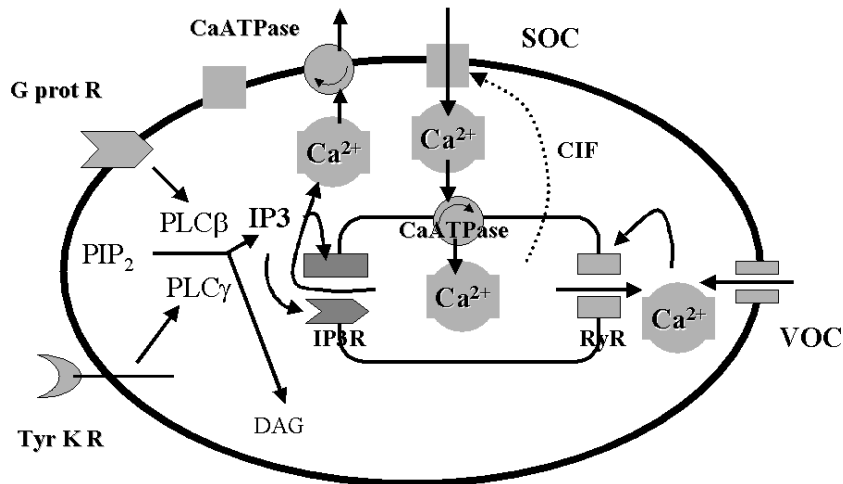 CaATPase
SOC
G prot R
Ca²⁺
Ca²⁺
CIF
PLCβ
IP3
PIP₂
CaATPase
PLCγ
Ca²⁺
Ca²⁺
IP3R
RyR
VOC
Tyr K R
DAG